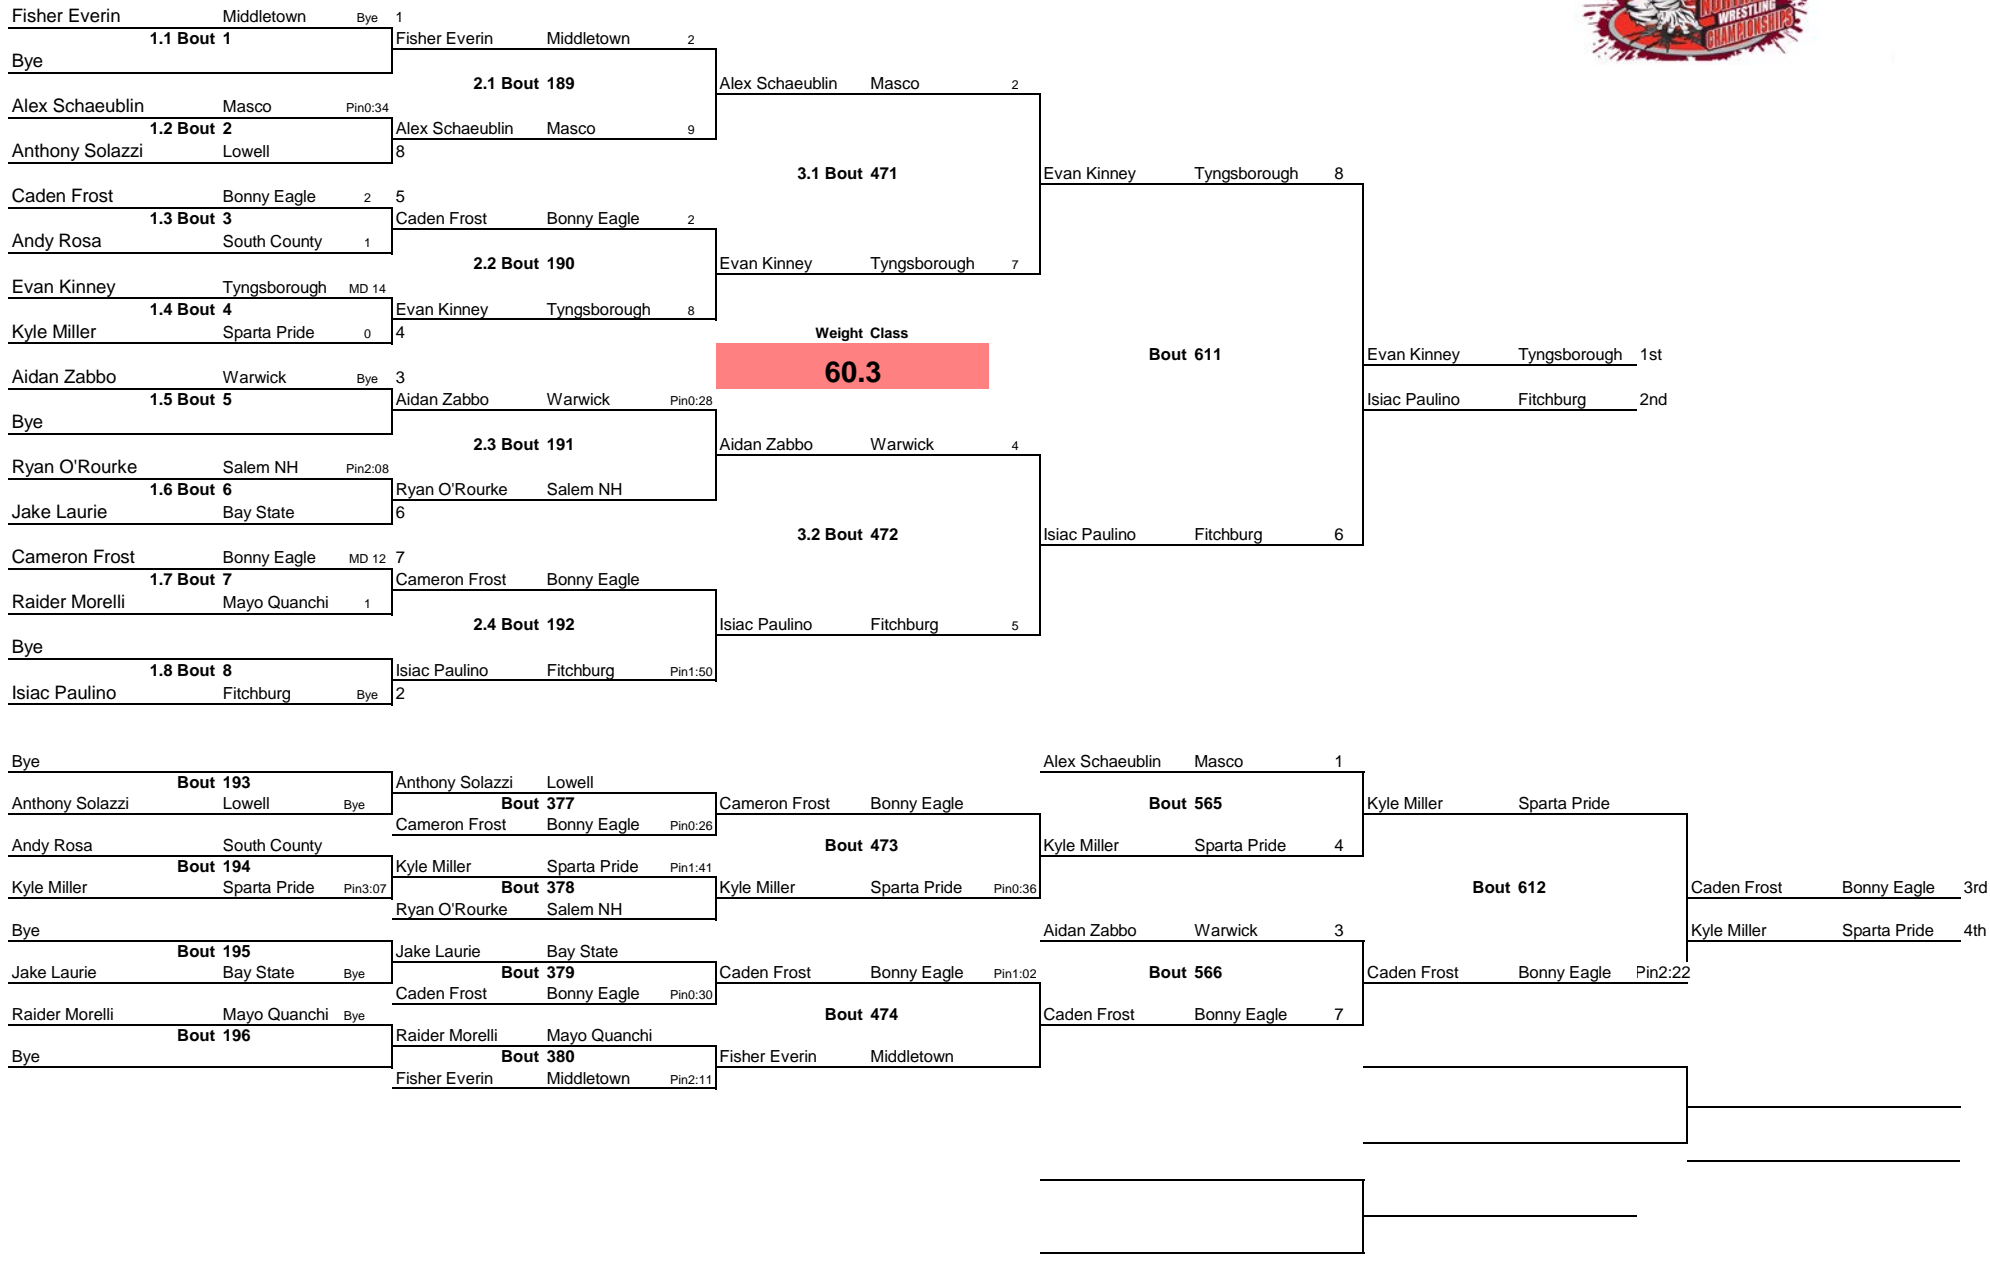 NORTH
WRESTLING
CHAMPIONSHIPS
Fisher Everin Middletown Bye 1
1.1 Bout 1 Fisher Everin Middletown 2
Bye
2.1 Bout 189 Alex Schaeublin Masco 2
Alex Schaeublin Masco Pin0:34
1.2 Bout 2 Alex Schaeublin Masco 9
Anthony Solazzi Lowell 8
3.1 Bout 471 Evan Kinney Tyngsborough 8
Caden Frost Bonny Eagle 2 5
1.3 Bout 3 Caden Frost Bonny Eagle 2
Andy Rosa South County 1
2.2 Bout 190 Evan Kinney Tyngsborough 7
Evan Kinney Tyngsborough MD 14
1.4 Bout 4 Evan Kinney Tyngsborough 8
Kyle Miller Sparta Pride 0 4 Weight Class
Bout 611 Evan Kinney Tyngsborough 1st
Aidan Zabbo Warwick Bye 3 60.3
1.5 Bout 5 Aidan Zabbo Warwick Pin0:28 Isiac Paulino Fitchburg 2nd
Bye
2.3 Bout 191 Aidan Zabbo Warwick 4
Ryan O'Rourke Salem NH Pin2:08
1.6 Bout 6 Ryan O'Rourke Salem NH
Jake Laurie Bay State 6
3.2 Bout 472 Isiac Paulino Fitchburg 6
Cameron Frost Bonny Eagle MD 12 7
1.7 Bout 7 Cameron Frost Bonny Eagle
Raider Morelli Mayo Quanchi 1
2.4 Bout 192 Isiac Paulino Fitchburg 5
Bye
1.8 Bout 8 Isiac Paulino Fitchburg Pin1:50
Isiac Paulino Fitchburg Bye 2
Bye Alex Schaeublin Masco 1
Bout 193 Anthony Solazzi Lowell
Anthony Solazzi Lowell Bye Bout 377 Cameron Frost Bonny Eagle Bout 565 Kyle Miller Sparta Pride
Cameron Frost Bonny Eagle Pin0:26
Andy Rosa South County Bout 473 Kyle Miller Sparta Pride 4
Bout 194 Kyle Miller Sparta Pride Pin1:41
Kyle Miller Sparta Pride Pin3:07 Bout 378 Kyle Miller Sparta Pride Pin0:36 Bout 612 Caden Frost Bonny Eagle 3rd
Ryan O'Rourke Salem NH
Bye Aidan Zabbo Warwick 3 Kyle Miller Sparta Pride 4th
Bout 195 Jake Laurie Bay State
Jake Laurie Bay State Bye Bout 379 Caden Frost Bonny Eagle Pin1:02 Bout 566 Caden Frost Bonny Eagle Pin2:22
Caden Frost Bonny Eagle Pin0:30
Raider Morelli Mayo Quanchi Bye Bout 474 Caden Frost Bonny Eagle 7
Bout 196 Raider Morelli Mayo Quanchi
Bye Bout 380 Fisher Everin Middletown
Fisher Everin Middletown Pin2:11